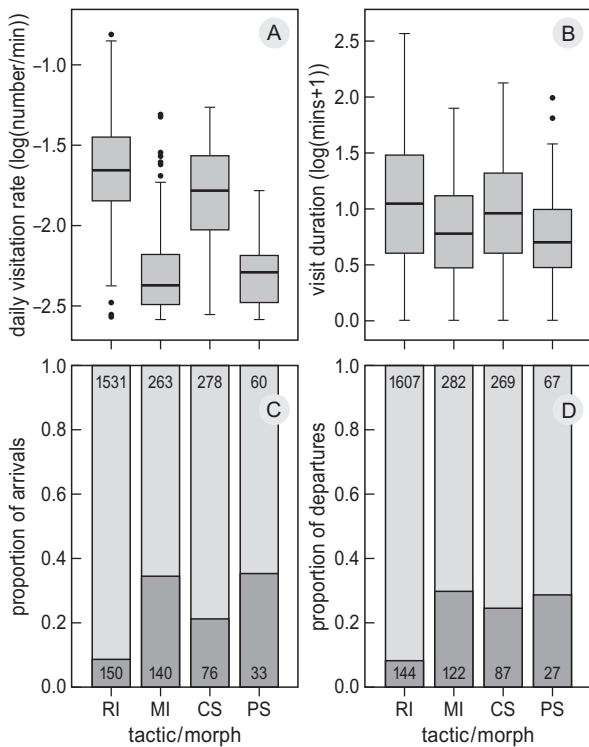 A
daily visitation rate (log(number/min))
−1.0
−1.5
−2.0
−2.5
B
visit duration (log(mins+1))
2.5
2.0
1.5
1.0
0.5
0.0
C
proportion of arrivals
1.0
0.8
0.6
0.4
0.2
0.0
1531 263 278 60
150 140 76 33
RI MI CS PS
tactic/morph
D
proportion of departures
1.0
0.8
0.6
0.4
0.2
0.0
1607 282 269 67
144 122 87 27
RI MI CS PS
tactic/morph